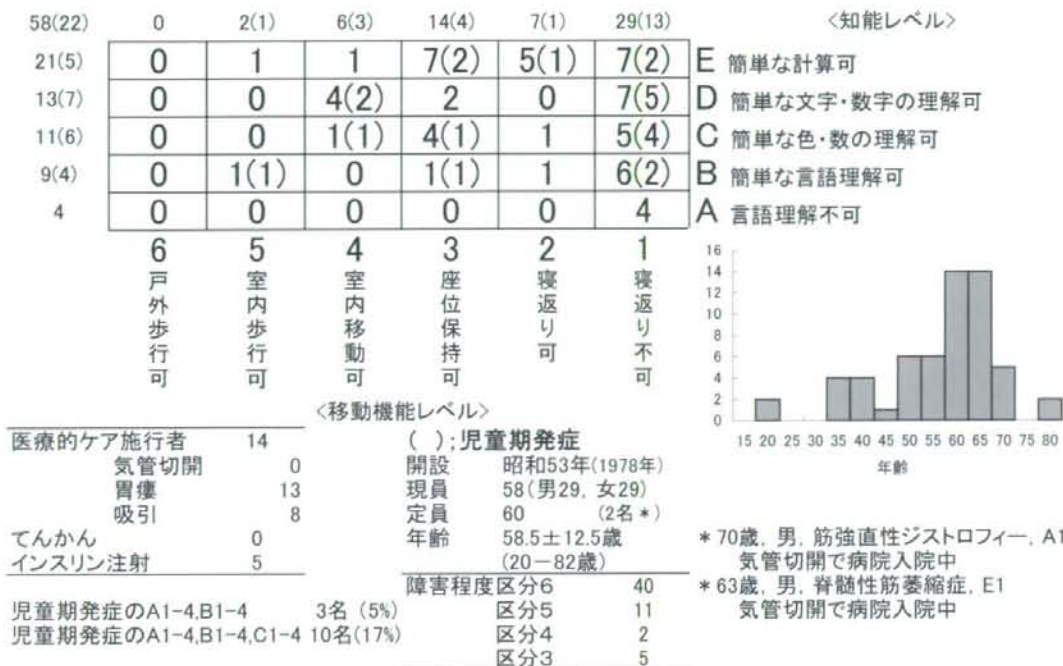 58(22) 0 2(1) 6(3) 14(4) 7(1) 29(13) <知能レベル>
21(5) 0 1 1 7(2) 5(1) 7(2) E 簡単な計算可
13(7) 0 0 4(2) 2 0 7(5) D 簡単な文字・数字の理解可
11(6) 0 0 1(1) 4(1) 1 5(4) C 簡単な色・数の理解可
9(4) 0 1(1) 0 1(1) 1 6(2) B 簡単な言語理解可
4 0 0 0 0 0 4 A 言語理解不可
6 5 4 3 2 1
戸外歩行可
室内歩行可
室内移動可
座位保持可
寝返り可
寝返り不可
<移動機能レベル>
16
14
12
10
8
6
4
2
0
15 20 25 30 35 40 45 50 55 60 65 70 75 80
年齢
医療的ケア施行者 14
気管切開 0
胃瘻 13
吸引 8
てんかん 0
インスリン注射 5
児童期発症のA1-4,B1-4 3名 (5%)
児童期発症のA1-4,B1-4,C1-4 10名(17%)
( );児童期発症
開設 昭和53年(1978年)
現員 58(男29, 女29)
定員 60 (2名*)
年齢 58.5±12.5歳
(20-82歳)
障害程度区分6 40
区分5 11
区分4 2
区分3 5
*70歳, 男, 筋強直性ジストロフィー, A1
気管切開で病院入院中
*63歳, 男, 脊髄性筋萎縮症, E1
気管切開で病院入院中